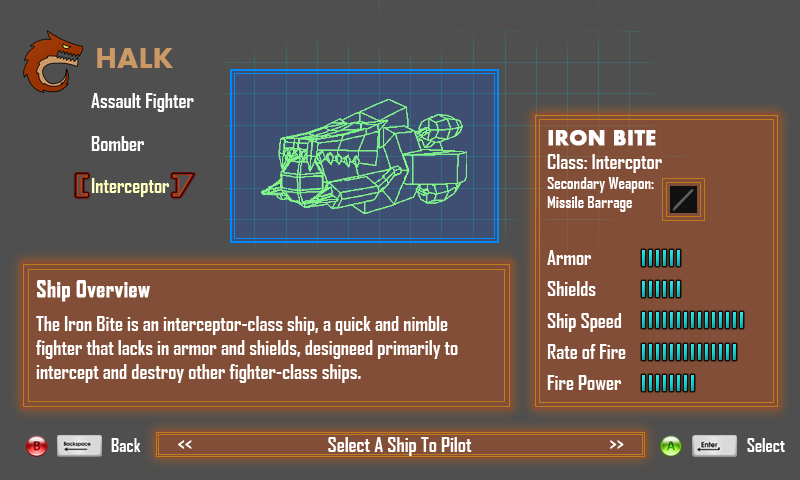 HALK
Assault Fighter
Bomber
Interceptor
IRON BITE
Class: Intercptor
Secondary Weapon:
Missile Barrage
Armor
Shields
Ship Speed
Rate of Fire
Fire Power
Ship Overview
The Iron Bite is an interceptor-class ship, a quick and nimble
fighter that lacks in armor and shields, designeed primarily to
intercept and destroy other fighter-class ships.
B Backspace Back
<< Select A Ship To Pilot >>
A Enter Select